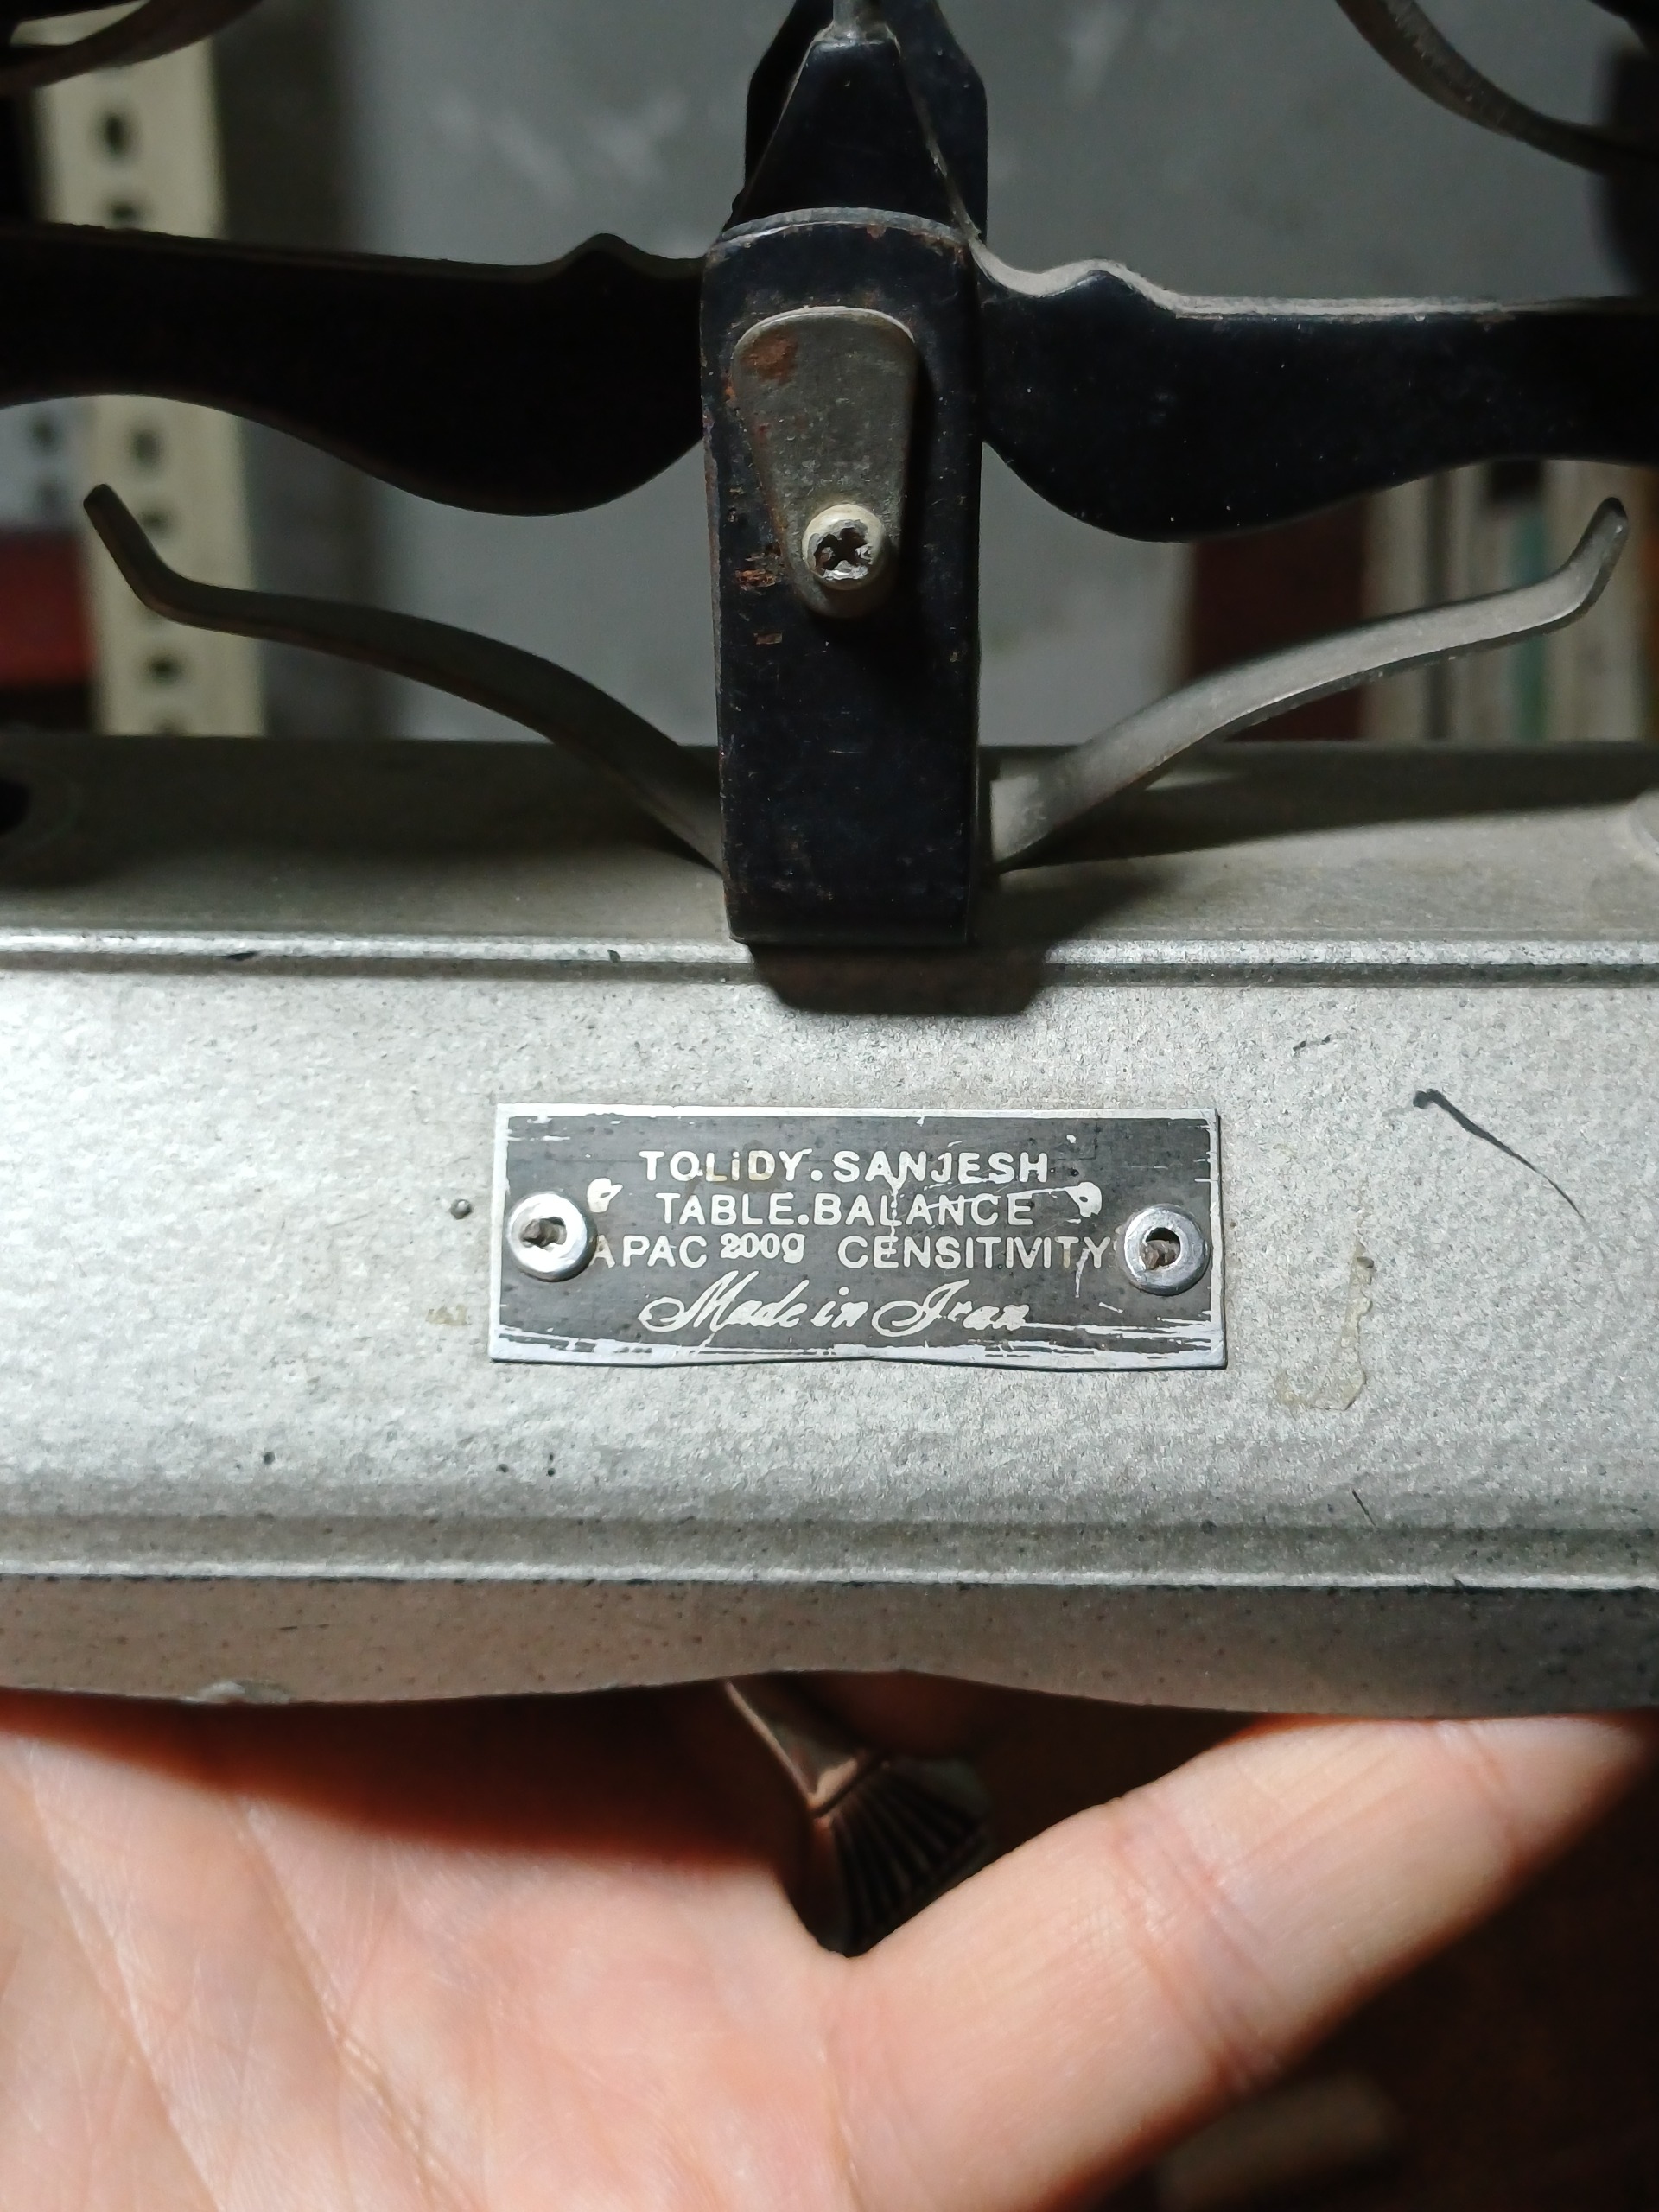 TOLiDY.SANJESH
TABLE.BALANCE
APAC 200g CENSITIVITY
Made in Iran